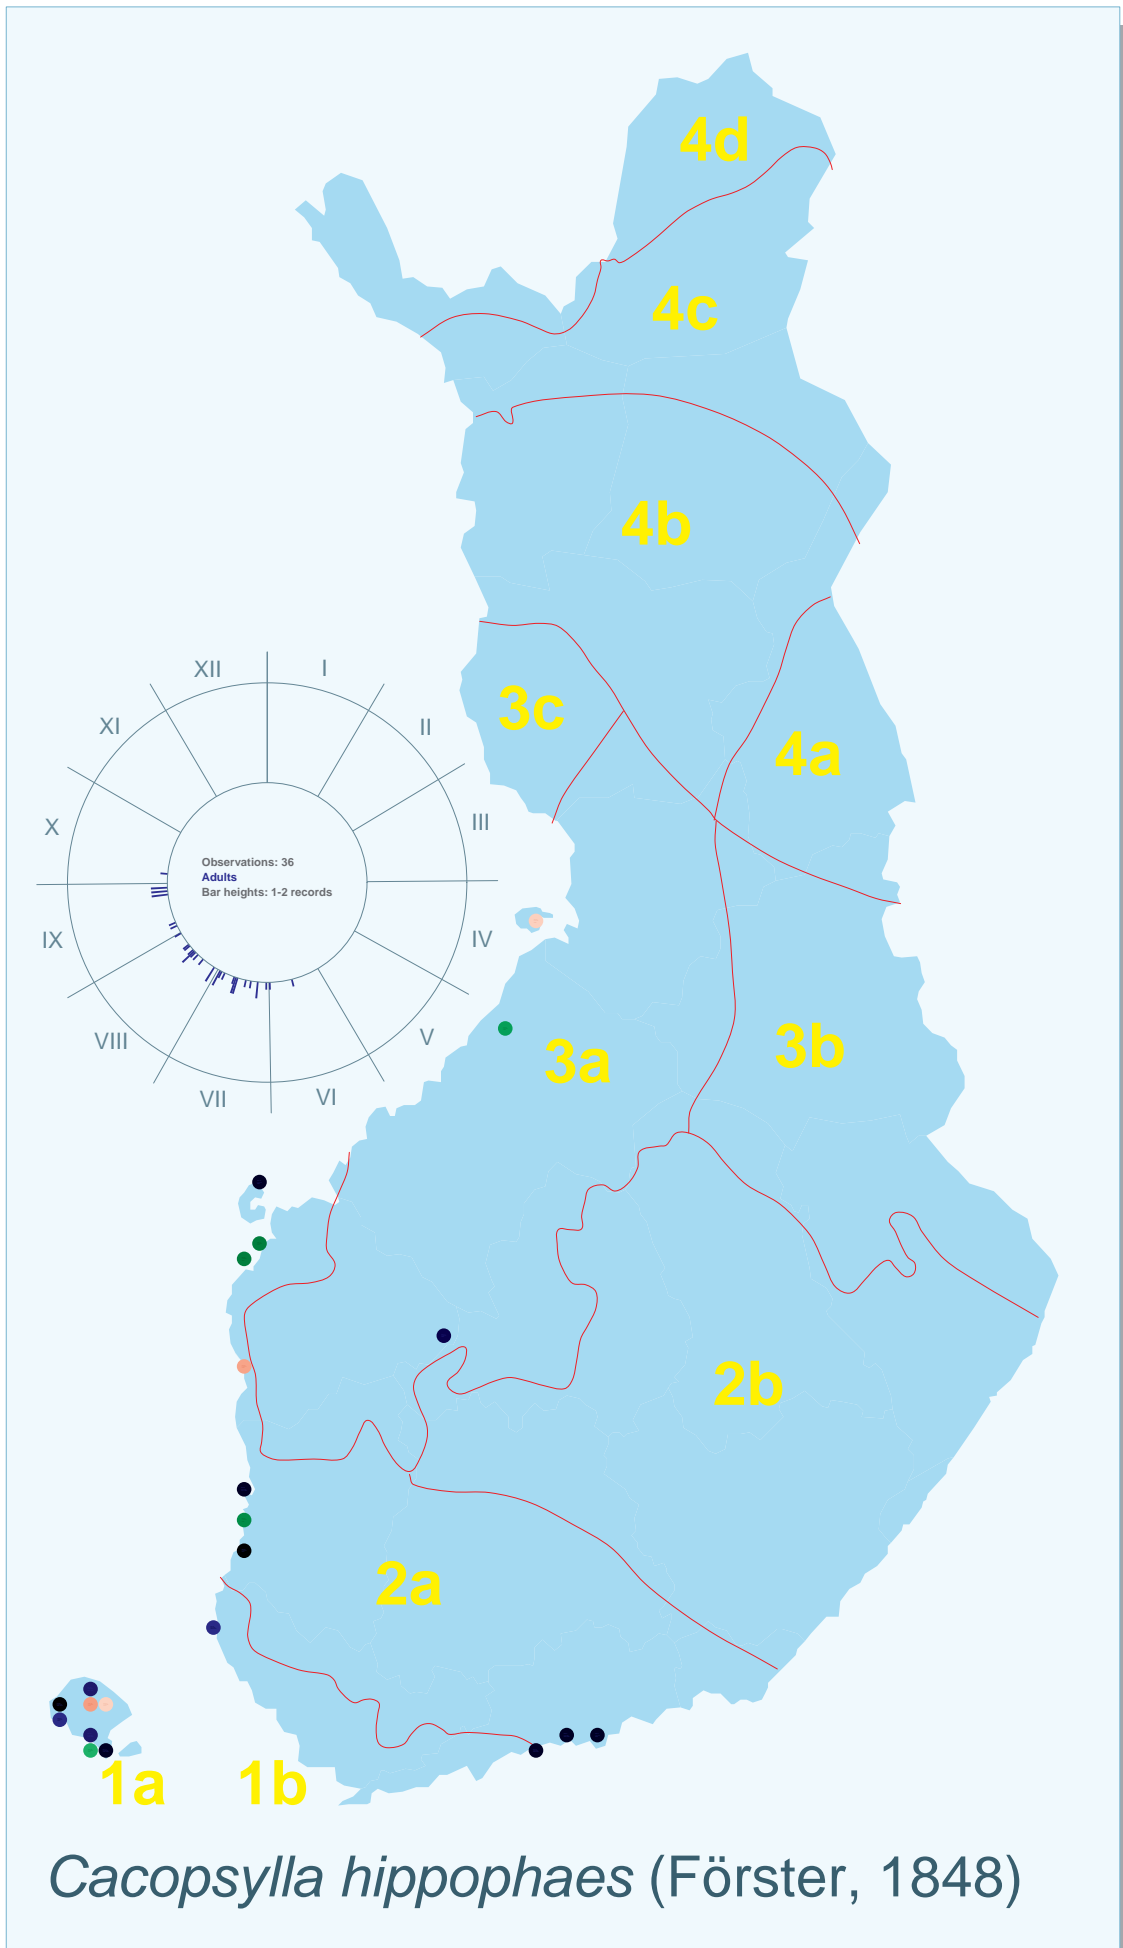 4d
4c
4b
3c
4a
XII
I
XI
II
X
III
Observations: 36
Adults
Bar heights: 1-2 records
IX
IV
VIII
V
VII
VI
3a
3b
2b
2a
1a
1b
Cacopsylla hippophaes (Förster, 1848)